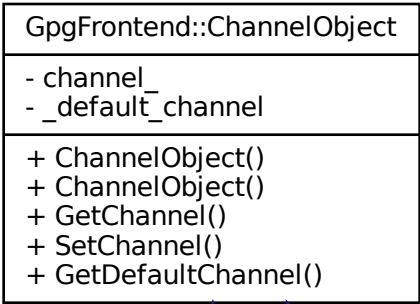 GpgFrontend::ChannelObject
- channel_
- _default_channel
+ ChannelObject()
+ ChannelObject()
+ GetChannel()
+ SetChannel()
+ GetDefaultChannel()